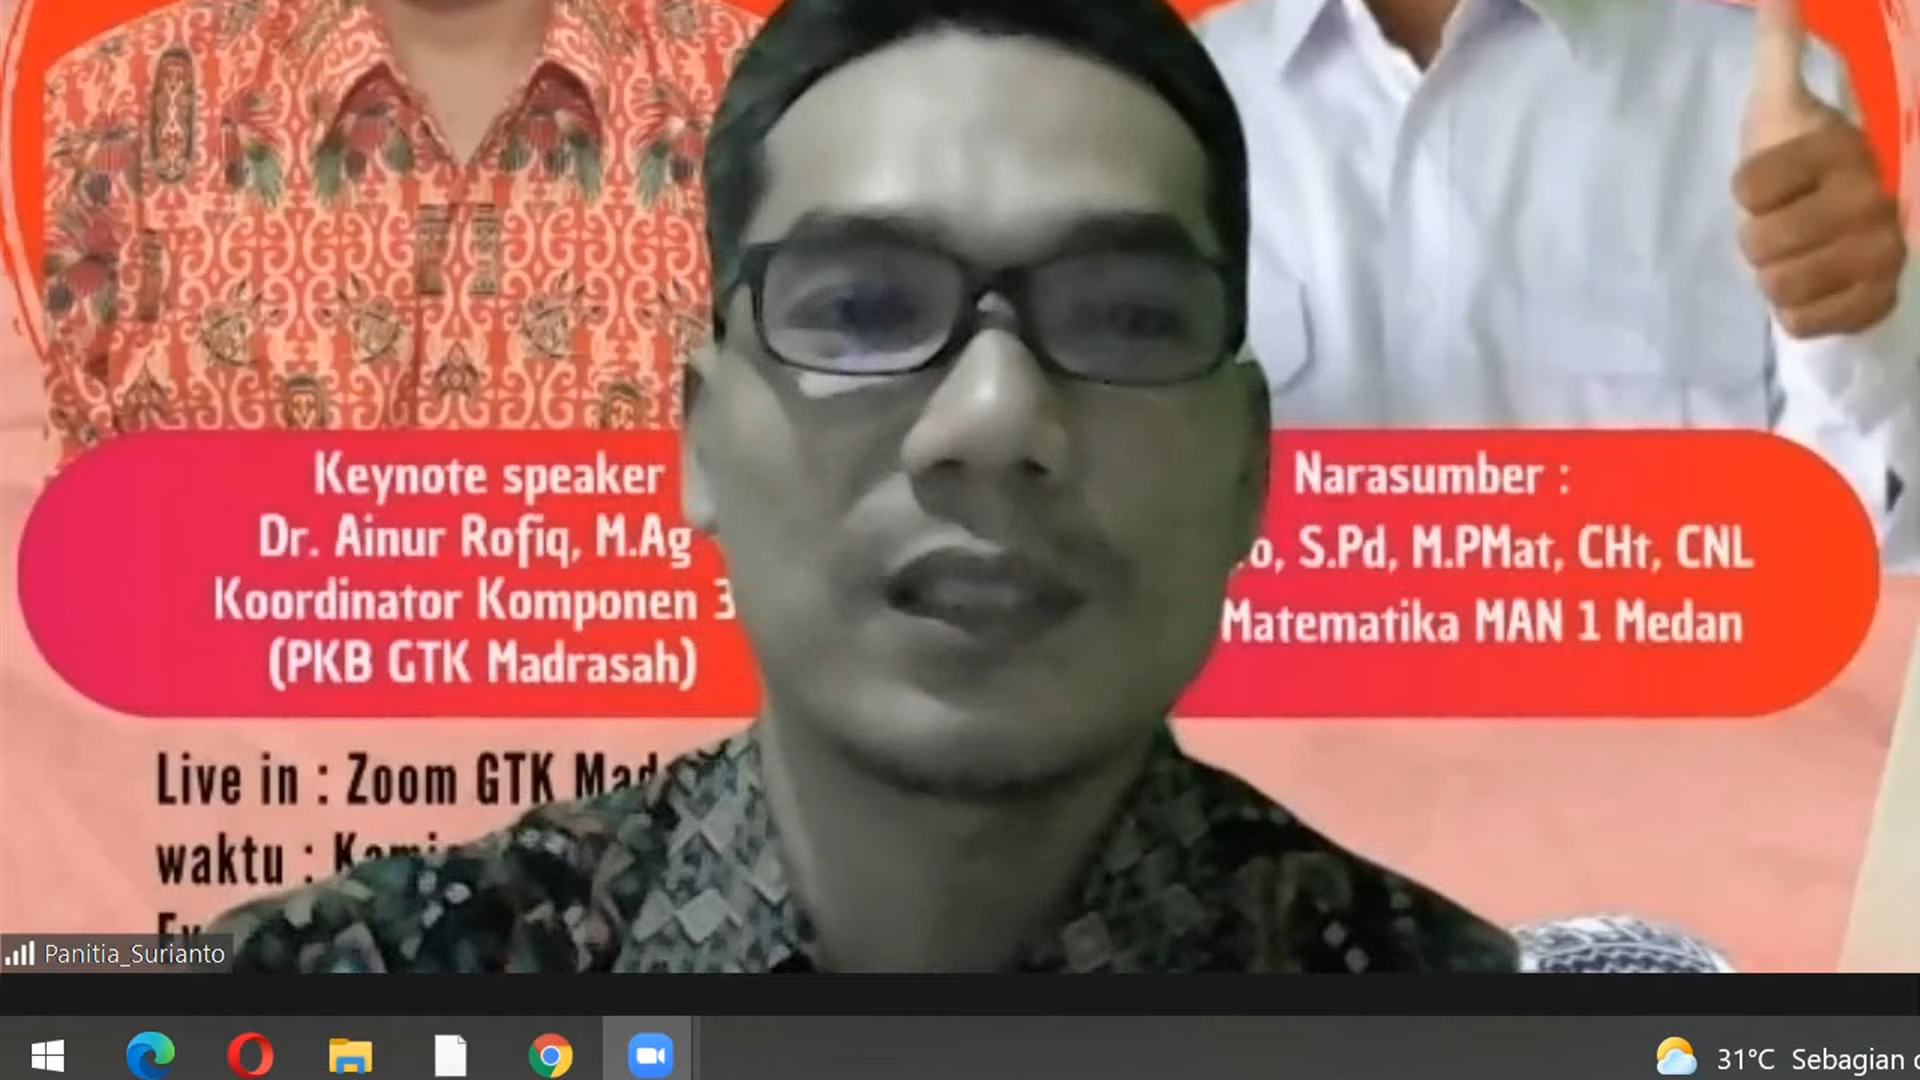 Keynote speaker
Dr. Ainur Rofiq, M.Ag
Koordinator Komponen 3
(PKB GTK Madrasah)
Narasumber :
S.Pd, M.PMat, CHt, CNL
Matematika MAN 1 Medan
Live in : Zoom GTK
waktu :
Panitia_Surianto
31°C Sebagian